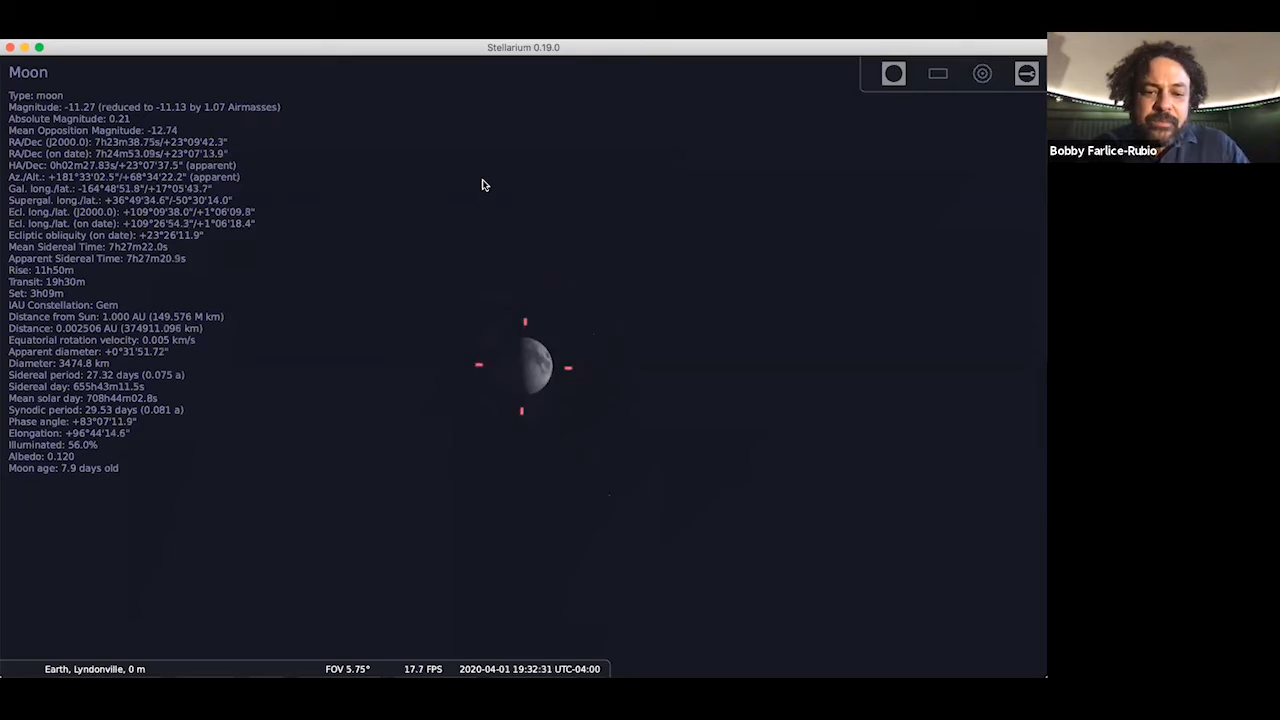 Stellarium 0.19.0
Moon
Type: moon
Magnitude: -11.27 (reduced to -11.13 by 1.07 Airmasses)
Absolute Magnitude: 0.21
Mean Opposition Magnitude: -12.74
RA/Dec (J2000.0): 7h23m38.75s/+23°09'42.3"
RA/Dec (on date): 7h24m53.09s/+23°07'13.9"
HA/Dec: 0h02m27.83s/+23°07'37.5" (apparent)
Az./Alt.: +181°33'02.5"/+68°34'22.2" (apparent)
Gal. long./lat.: -164°48'51.8"/+17°05'43.7"
Supergal. long./lat.: +36°49'34.6"/-50°30'14.0"
Ecl. long./lat. (J2000.0): +109°09'38.0"/+1°06'09.8"
Ecl. long./lat. (on date): +109°26'54.3"/+1°06'18.4"
Ecliptic obliquity (on date): +23°26'11.9"
Mean Sidereal Time: 7h27m22.0s
Apparent Sidereal Time: 7h27m20.9s
Rise: 11h50m
Transit: 19h30m
Set: 3h09m
IAU Constellation: Gem
Distance from Sun: 1.000 AU (149.576 M km)
Distance: 0.002506 AU (374911.096 km)
Equatorial rotation velocity: 0.005 km/s
Apparent diameter: +0°31'51.72"
Diameter: 3474.8 km
Sidereal period: 27.32 days (0.075 a)
Sidereal day: 655h43m11.5s
Mean solar day: 708h44m02.8s
Synodic period: 29.53 days (0.081 a)
Phase angle: +83°07'11.9"
Elongation: +96°44'14.6"
Illuminated: 56.0%
Albedo: 0.120
Moon age: 7.9 days old
Bobby Farlice-Rubio
Earth, Lyndonville, 0 m FOV 5.75° 17.7 FPS 2020-04-01 19:32:31 UTC-04:00